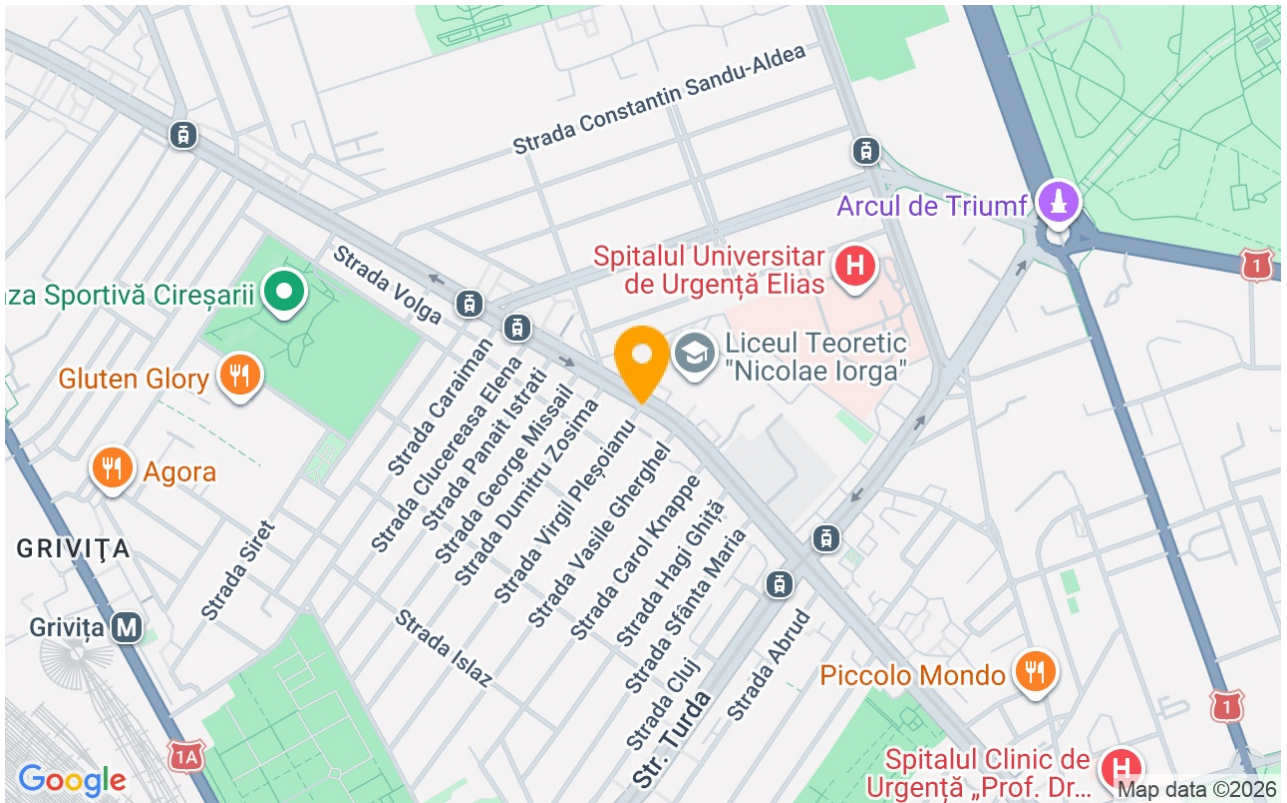 Strada Constantin Sandu-Aldea
Arcul de Triumf
1
Spitalul Universitar
de Urgență Elias
H
Strada Volga
za Sportivă Cireșarii
Liceul Teoretic
"Nicolae Iorga"
Gluten Glory
Agora
Strada Caraiman
Strada Clucereasa Elena
Strada Panait Istrati
Strada George Missail
Strada Dumitru Zosima
Strada Virgil Pleșoianu
Strada Vasile Gherghel
Strada Carol Knappe
Strada Hagi Ghiță
Strada Sfânta Maria
Strada Cluj
Str. Turda
Strada Abrud
GRIVIŢA
Strada Siret
Grivița M
Strada Islaz
Piccolo Mondo
1
1A
Spitalul Clinic de
Urgență „Prof. Dr...
H
Google
Map data ©2026